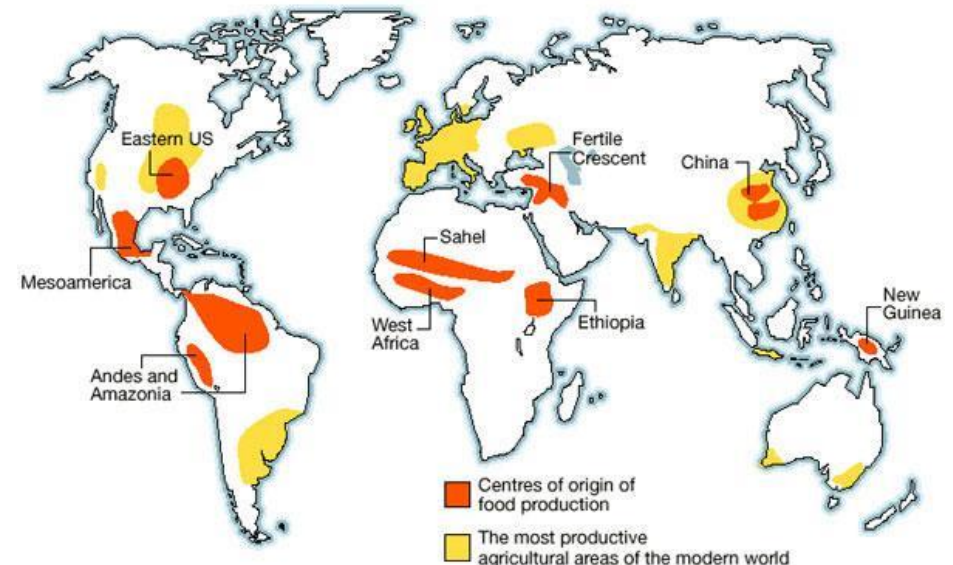 Eastern US
Fertile
Crescent
China
Sahel
Mesoamerica
West
Africa
Ethiopia
New
Guinea
Andes and
Amazonia
Centres of origin of
food production
The most productive
agricultural areas of the modern world